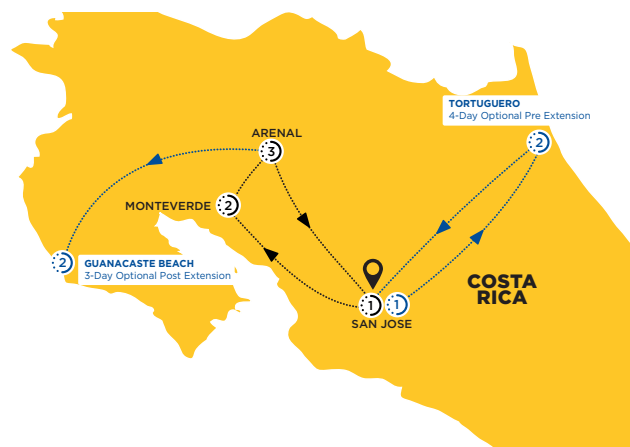 TORTUGUERO
4-Day Optional Pre Extension
2
ARENAL
3
MONTEVERDE
2
2
GUANACASTE BEACH
3-Day Optional Post Extension
COSTA
RICA
1
1
SAN JOSE